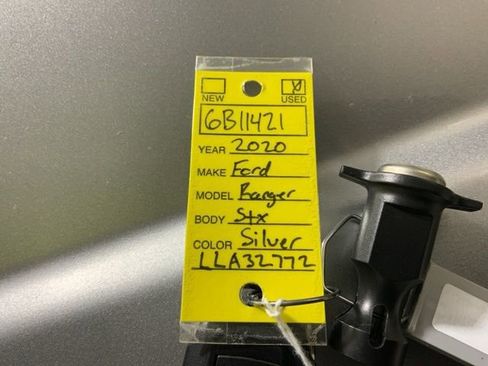 NEW USED
6B11421
YEAR 2020
MAKE Ford
MODEL Ranger
BODY Stx
COLOR Silver
LLA32772